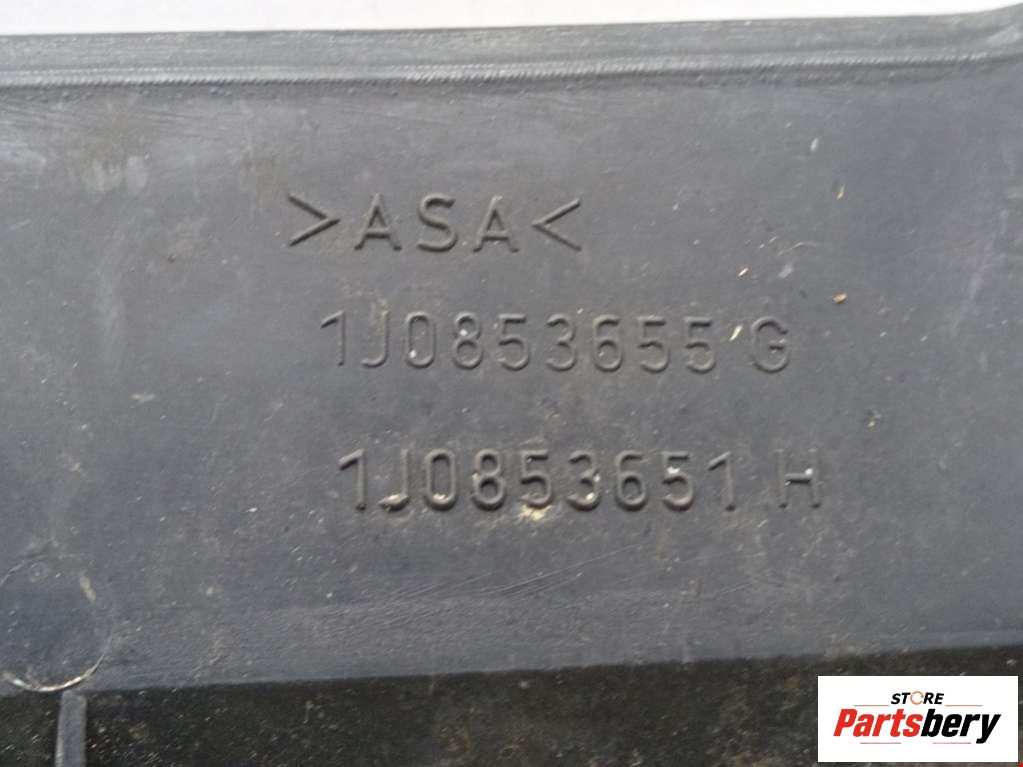 >ASA<
1J0853655 G
1J0853651 H
STORE
Partsbery